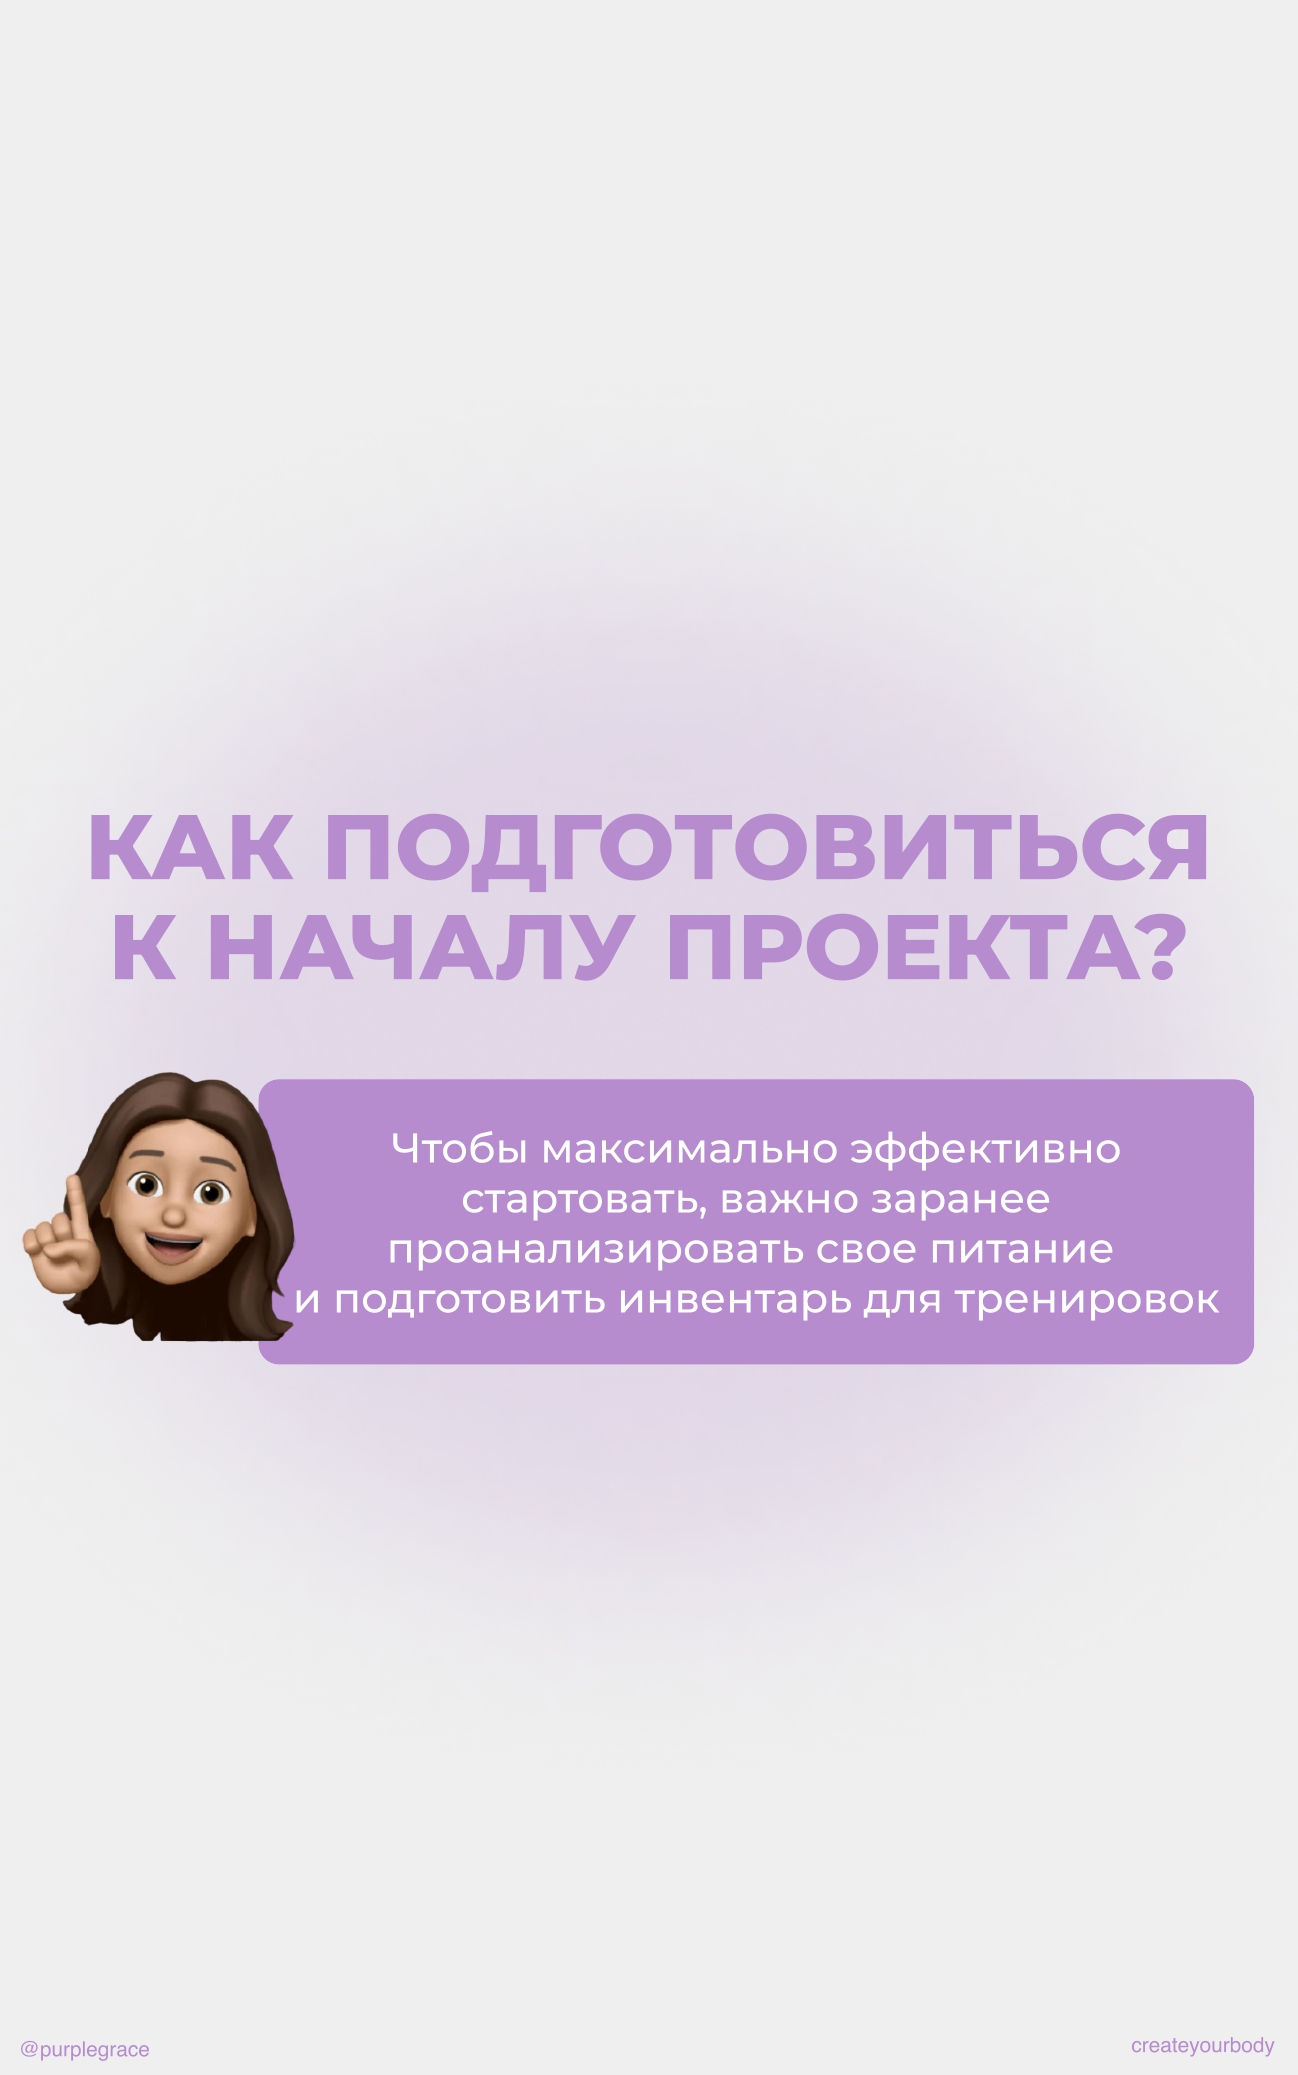 КАК ПОДГОТОВИТЬСЯ
К НАЧАЛУ ПРОЕКТА?
Чтобы максимально эффективно
стартовать, важно заранее
проанализировать свое питание
и подготовить инвентарь для тренировок
@purplegrace
createyourbody